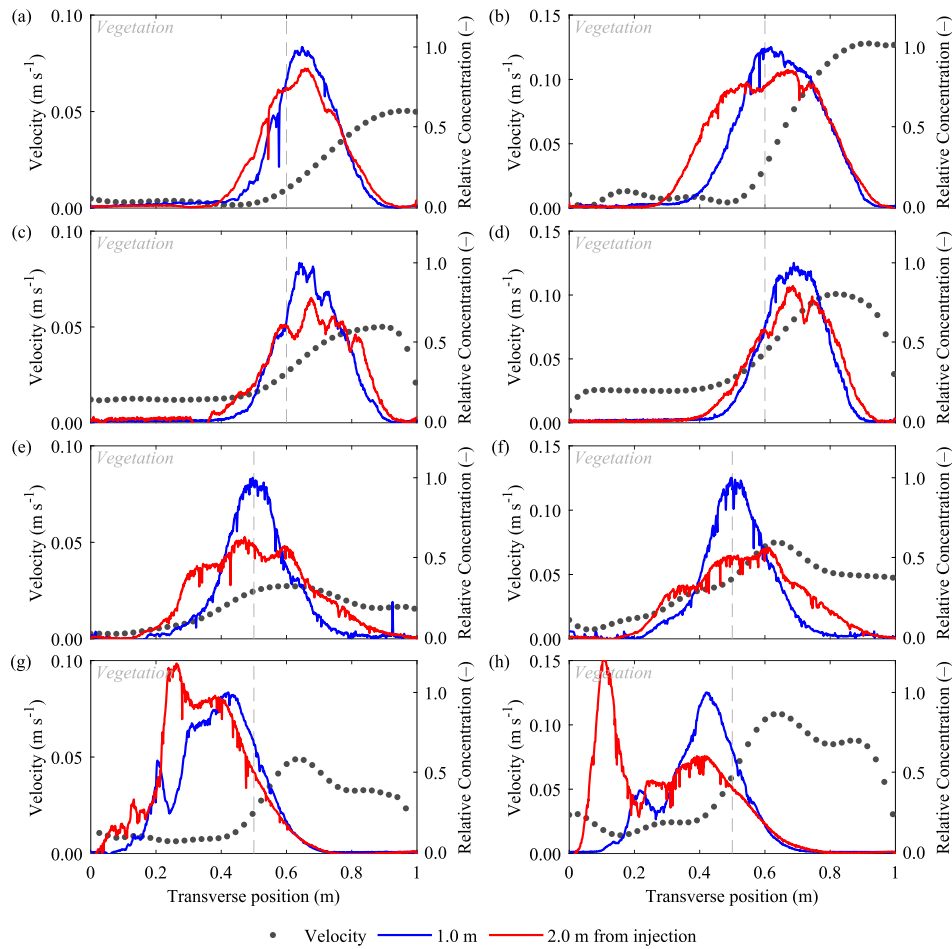 (a) Vegetation
0.10
0.05
0.00
Velocity (m s⁻¹)
1.0
0.5
0.0
Relative Concentration (–)
(b) Vegetation
0.15
0.10
0.05
0.00
Velocity (m s⁻¹)
1.0
0.5
0.0
Relative Concentration (–)
(c) Vegetation
0.10
0.05
0.00
Velocity (m s⁻¹)
1.0
0.5
0.0
Relative Concentration (–)
(d) Vegetation
0.15
0.10
0.05
0.00
Velocity (m s⁻¹)
1.0
0.5
0.0
Relative Concentration (–)
(e) Vegetation
0.10
0.05
0.00
Velocity (m s⁻¹)
1.0
0.5
0.0
Relative Concentration (–)
(f) Vegetation
0.15
0.10
0.05
0.00
Velocity (m s⁻¹)
1.0
0.5
0.0
Relative Concentration (–)
(g) Vegetation
0.10
0.05
0.00
Velocity (m s⁻¹)
1.0
0.5
0.0
Relative Concentration (–)
0 0.2 0.4 0.6 0.8 1
Transverse position (m)
(h) Vegetation
0.15
0.10
0.05
0.00
Velocity (m s⁻¹)
1.0
0.5
0.0
Relative Concentration (–)
0 0.2 0.4 0.6 0.8 1
Transverse position (m)
Velocity 1.0 m 2.0 m from injection